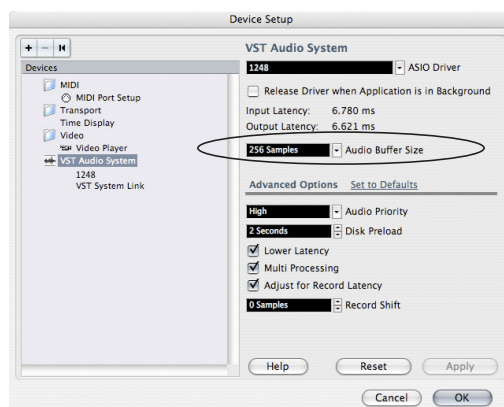 Device Setup
+ -
Devices
MIDI
MIDI Port Setup
Transport
Time Display
Video
Video Player
VST Audio System
1248
VST System Link
VST Audio System
1248 ASIO Driver
Release Driver when Application is in Background
Input Latency: 6.780 ms
Output Latency: 6.621 ms
256 Samples Audio Buffer Size
Advanced Options Set to Defaults
High Audio Priority
2 Seconds Disk Preload
Lower Latency
Multi Processing
Adjust for Record Latency
0 Samples Record Shift
Help Reset Apply
Cancel OK